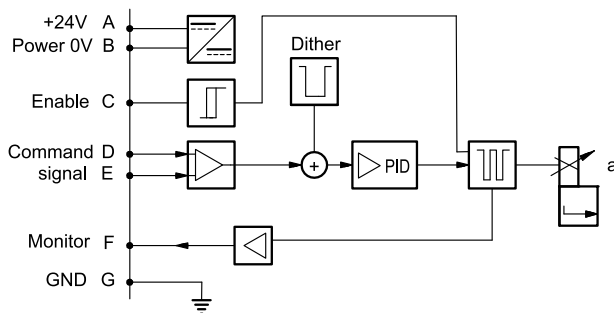 +24V A
Power 0V B
Dither
Enable C
Command D
signal E
PID
a
Monitor F
GND G